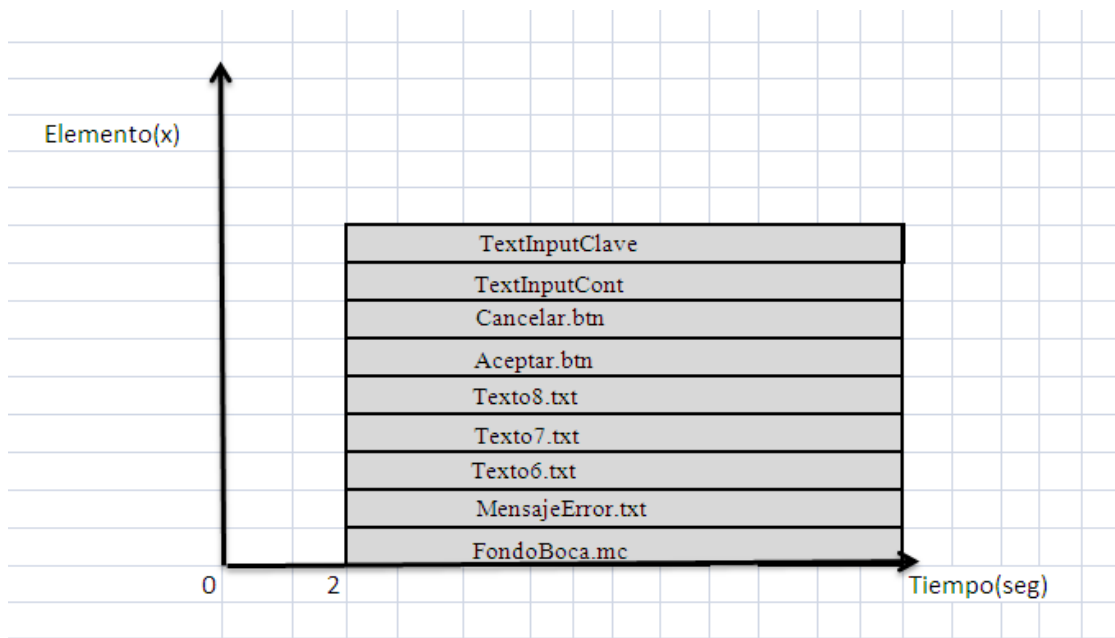 Elemento(x)
TextInputClave
TextInputCont
Cancelar.btn
Aceptar.btn
Texto8.txt
Texto7.txt
Texto6.txt
MensajeError.txt
FondoBoca.mc
0
2
Tiempo(seg)